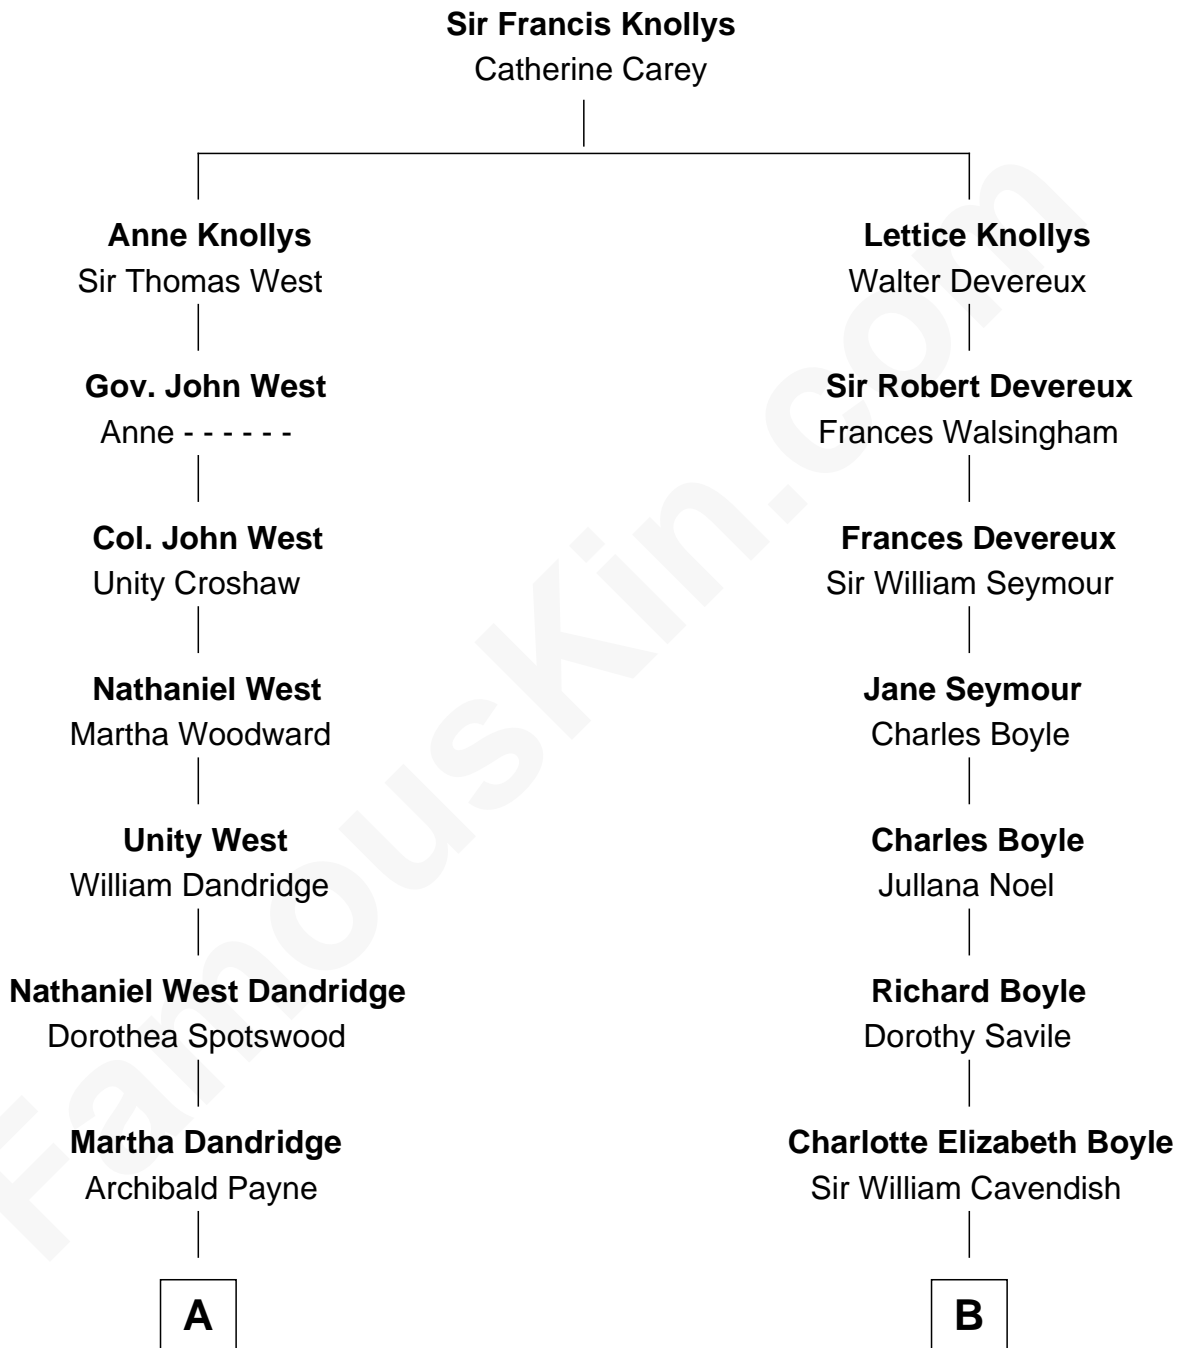 Sir Francis Knollys
Catherine Carey
Anne Knollys
Sir Thomas West
Lettice Knollys
Walter Devereux
Gov. John West
Anne - - - - - -
Sir Robert Devereux
Frances Walsingham
Col. John West
Unity Croshaw
Frances Devereux
Sir William Seymour
Nathaniel West
Martha Woodward
Jane Seymour
Charles Boyle
Unity West
William Dandridge
Charles Boyle
Jullana Noel
Nathaniel West Dandridge
Dorothea Spotswood
Richard Boyle
Dorothy Savile
Martha Dandridge
Archibald Payne
Charlotte Elizabeth Boyle
Sir William Cavendish
A
B
FamousKin.com